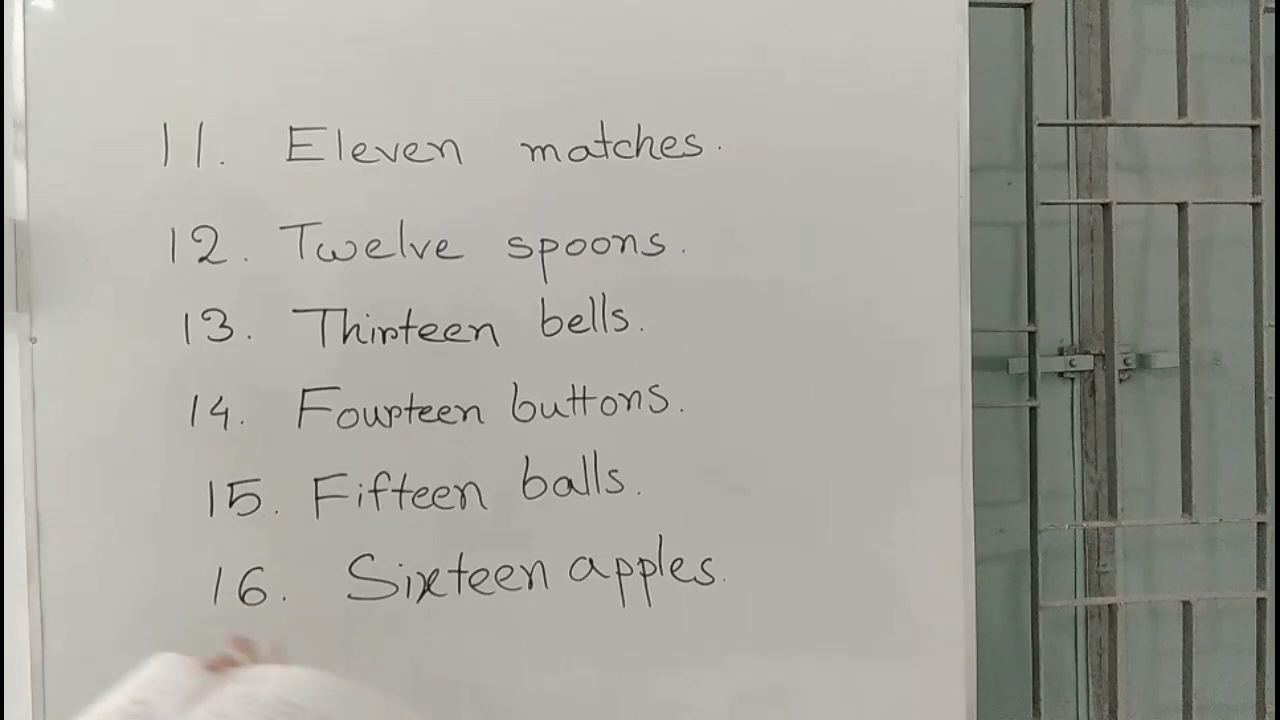 11. Eleven matches.
12. Twelve spoons.
13. Thirteen bells.
14. Fourteen buttons.
15. Fifteen balls.
16. Sixteen apples.